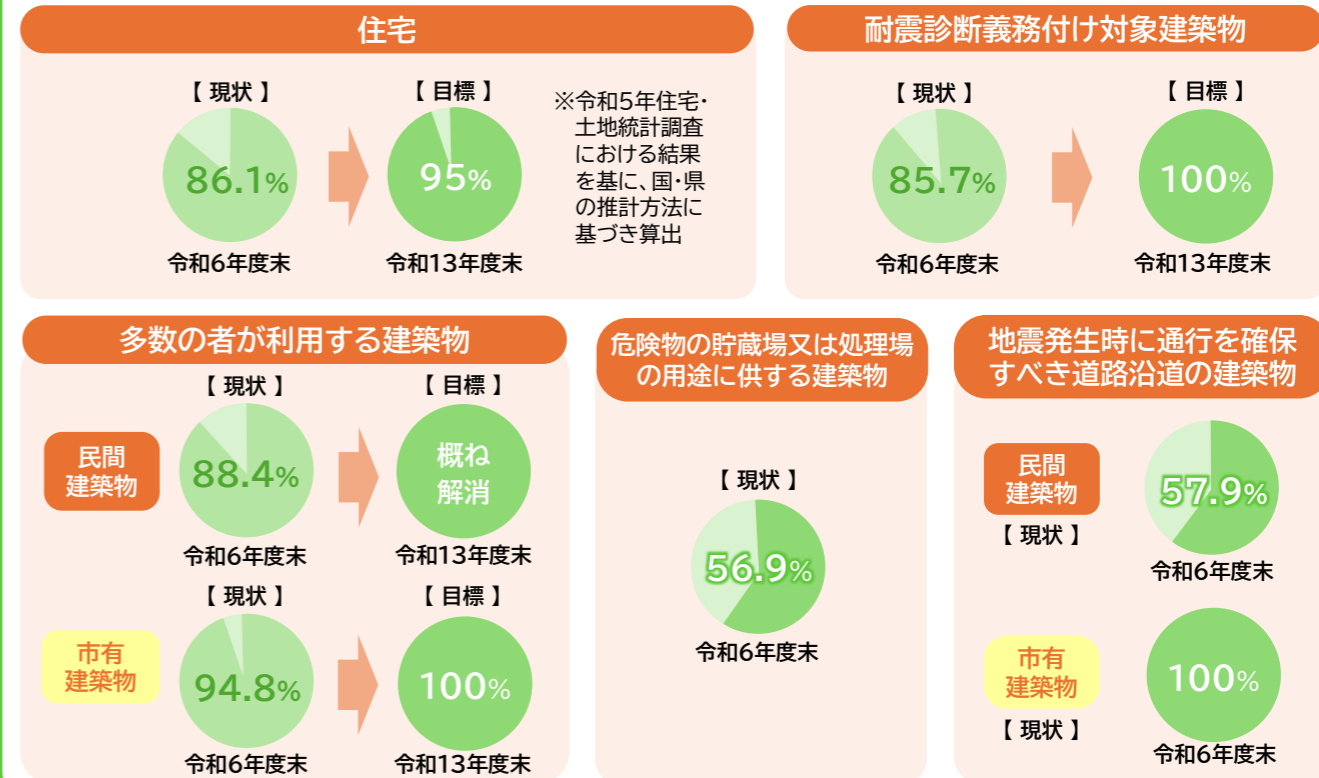 住宅
【 現状 】
86.1%
令和6年度末
【 目標 】
95%
令和13年度末
※令和5年住宅・
土地統計調査
における結果
を基に、国・県
の推計方法に
基づき算出
耐震診断義務付け対象建築物
【 現状 】
85.7%
令和6年度末
【 目標 】
100%
令和13年度末
多数の者が利用する建築物
民間
建築物
【 現状 】
88.4%
令和6年度末
【 目標 】
概ね
解消
令和13年度末
市有
建築物
【 現状 】
94.8%
令和6年度末
【 目標 】
100%
令和13年度末
危険物の貯蔵場又は処理場
の用途に供する建築物
【 現状 】
56.9%
令和6年度末
地震発生時に通行を確保
すべき道路沿道の建築物
民間
建築物
【 現状 】
57.9%
令和6年度末
市有
建築物
【 現状 】
100%
令和6年度末